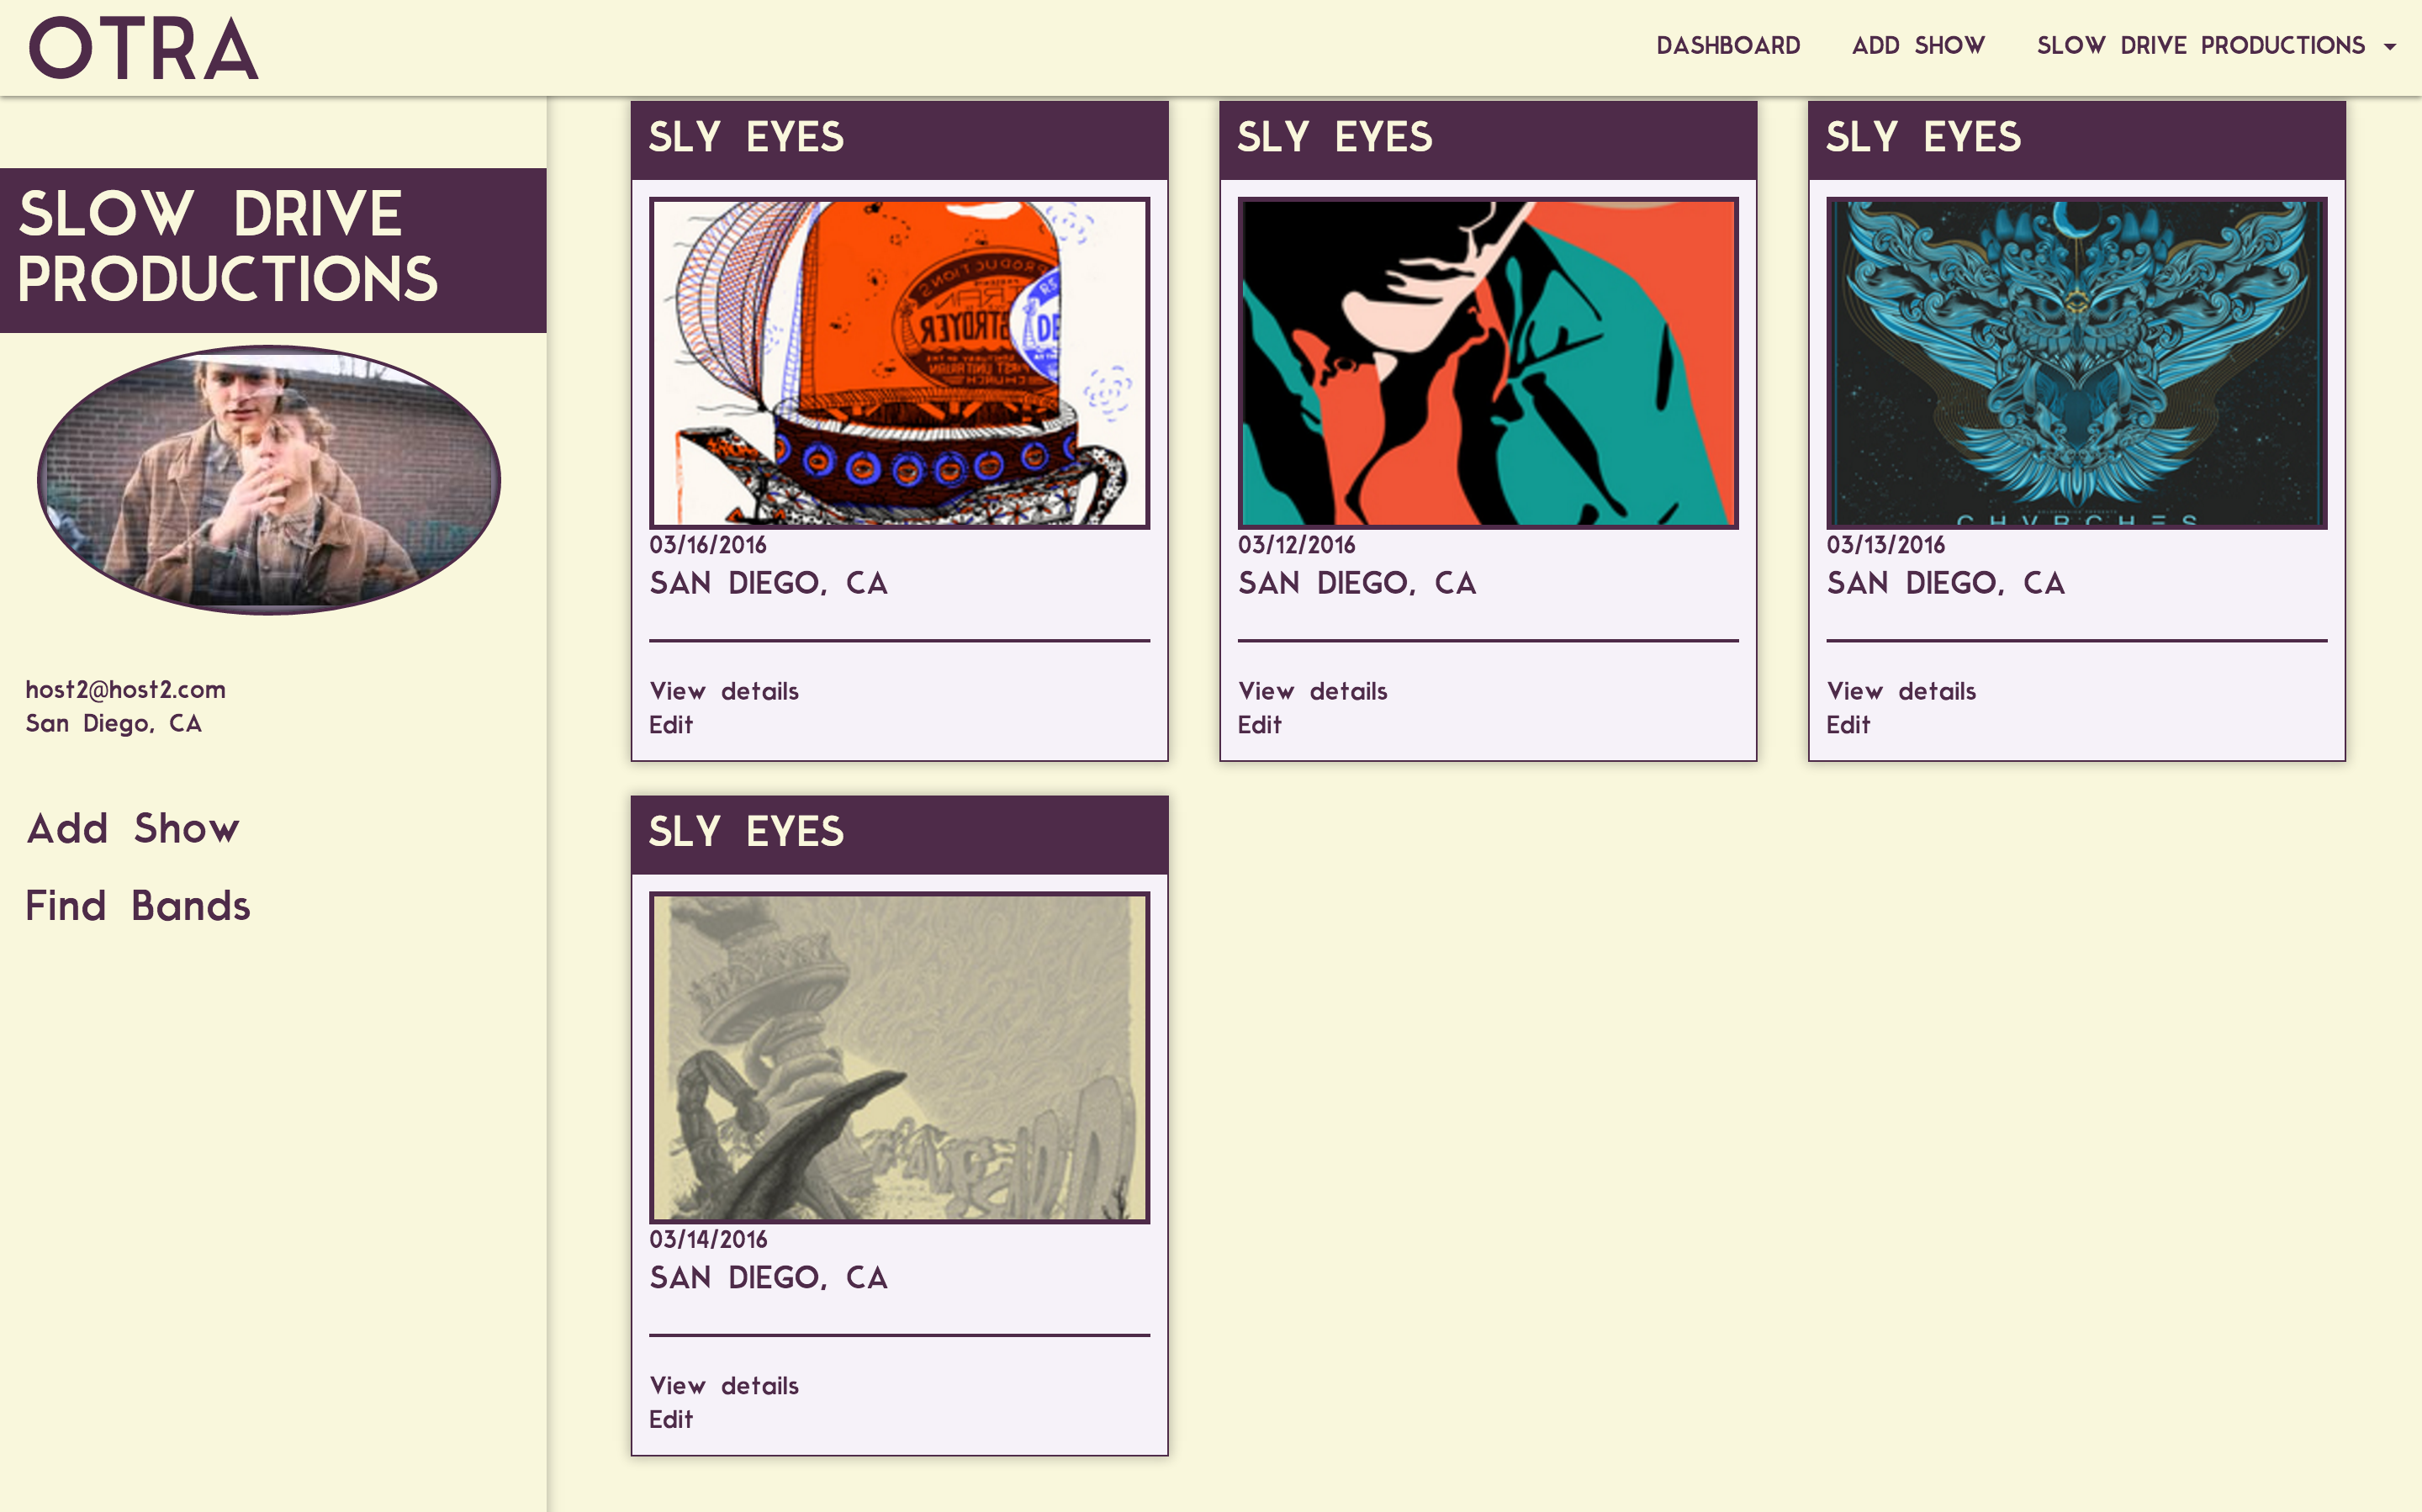 OTRA
DASHBOARD
ADD SHOW
SLOW DRIVE PRODUCTIONS
SLOW DRIVE
PRODUCTIONS
host2@host2.com
San Diego, CA
Add Show
Find Bands
SLY EYES
03/16/2016
SAN DIEGO, CA
View details
Edit
SLY EYES
03/12/2016
SAN DIEGO, CA
View details
Edit
SLY EYES
CHVRCHES
03/13/2016
SAN DIEGO, CA
View details
Edit
SLY EYES
03/14/2016
SAN DIEGO, CA
View details
Edit